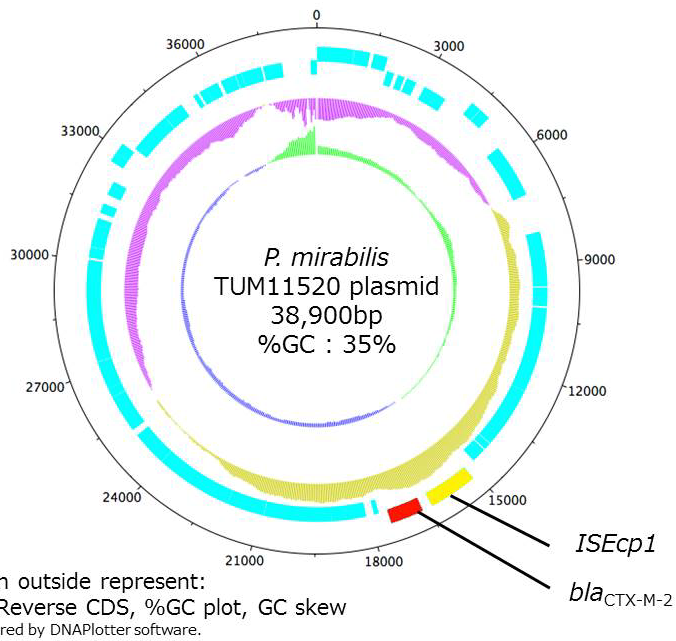 0
3000
6000
9000
12000
15000
18000
21000
24000
27000
30000
33000
36000
P. mirabilis
TUM11520 plasmid
38,900bp
%GC : 35%
ISEcp1
blaCTX-M-2
outside represent:
Reverse CDS, %GC plot, GC skew
by DNAPlotter software.